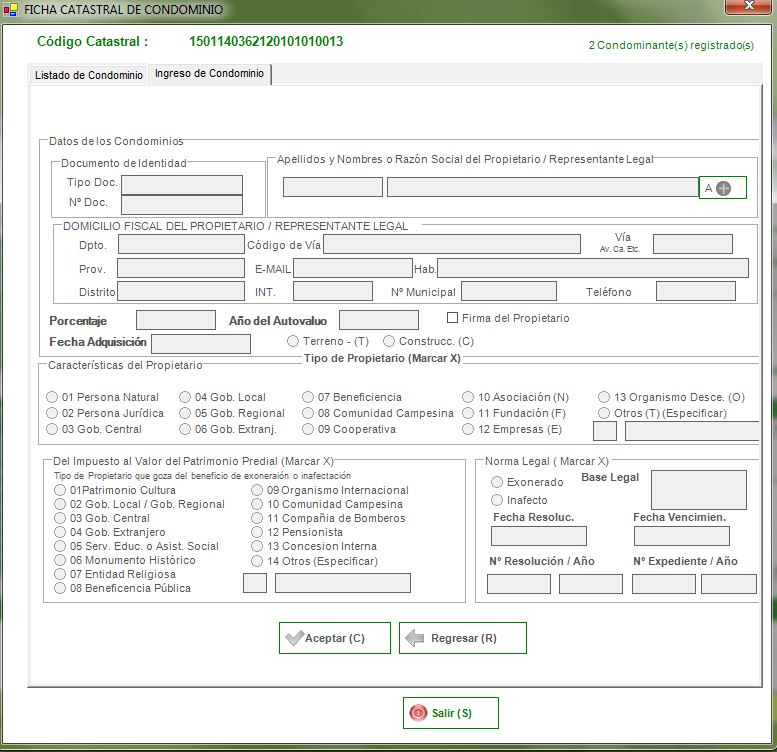 FICHA CATASTRAL DE CONDOMINIO
Código Catastral :    1501140362120101010013
2 Condominante(s) registrado(s)
Listado de Condominio    Ingreso de Condominio
Datos de los Condominios
Documento de Identidad    Apellidos y Nombres o Razón Social del Propietario / Representante Legal
Tipo Doc.
Nº Doc.
A
DOMICILIO FISCAL DEL PROPIETARIO / REPRESENTANTE LEGAL
Dpto.    Código de Vía    Vía
Av. Ca. Etc.
Prov.    E-MAIL    Hab.
Distrito    INT.    Nº Municipal    Teléfono
Porcentaje    Año del Autovaluo    Firma del Propietario
Fecha Adquisición    Terreno - (T)    Construcc. (C)
Tipo de Propietario (Marcar X)
Características del Propietario
01 Persona Natural    04 Gob. Local    07 Beneficiencia    10 Asociación (N)    13 Organismo Desce. (O)
02 Persona Jurídica    05 Gob. Regional    08 Comunidad Campesina    11 Fundación (F)    Otros (T) (Especificar)
03 Gob. Central    06 Gob. Extranj.    09 Cooperativa    12 Empresas (E)
Del Impuesto al Valor del Patrimonio Predial (Marcar X)
Tipo de Propietario que goza del beneficio de exoneraión o inafectación
01Patrimonio Cultura    09 Organismo Internacional
02 Gob. Local / Gob. Regional    10 Comunidad Campesina
03 Gob. Central    11 Compañia de Bomberos
04 Gob. Extranjero    12 Pensionista
05 Serv. Educ. o Asist. Social    13 Concesion Interna
06 Monumento Histórico    14 Otros (Especificar)
07 Entidad Religiosa
08 Beneficencia Pública
Norma Legal ( Marcar X)
Exonerado    Base Legal
Inafecto
Fecha Resoluc.    Fecha Vencimien.
Nº Resolución / Año    Nº Expediente / Año
Aceptar (C)    Regresar (R)
Salir (S)